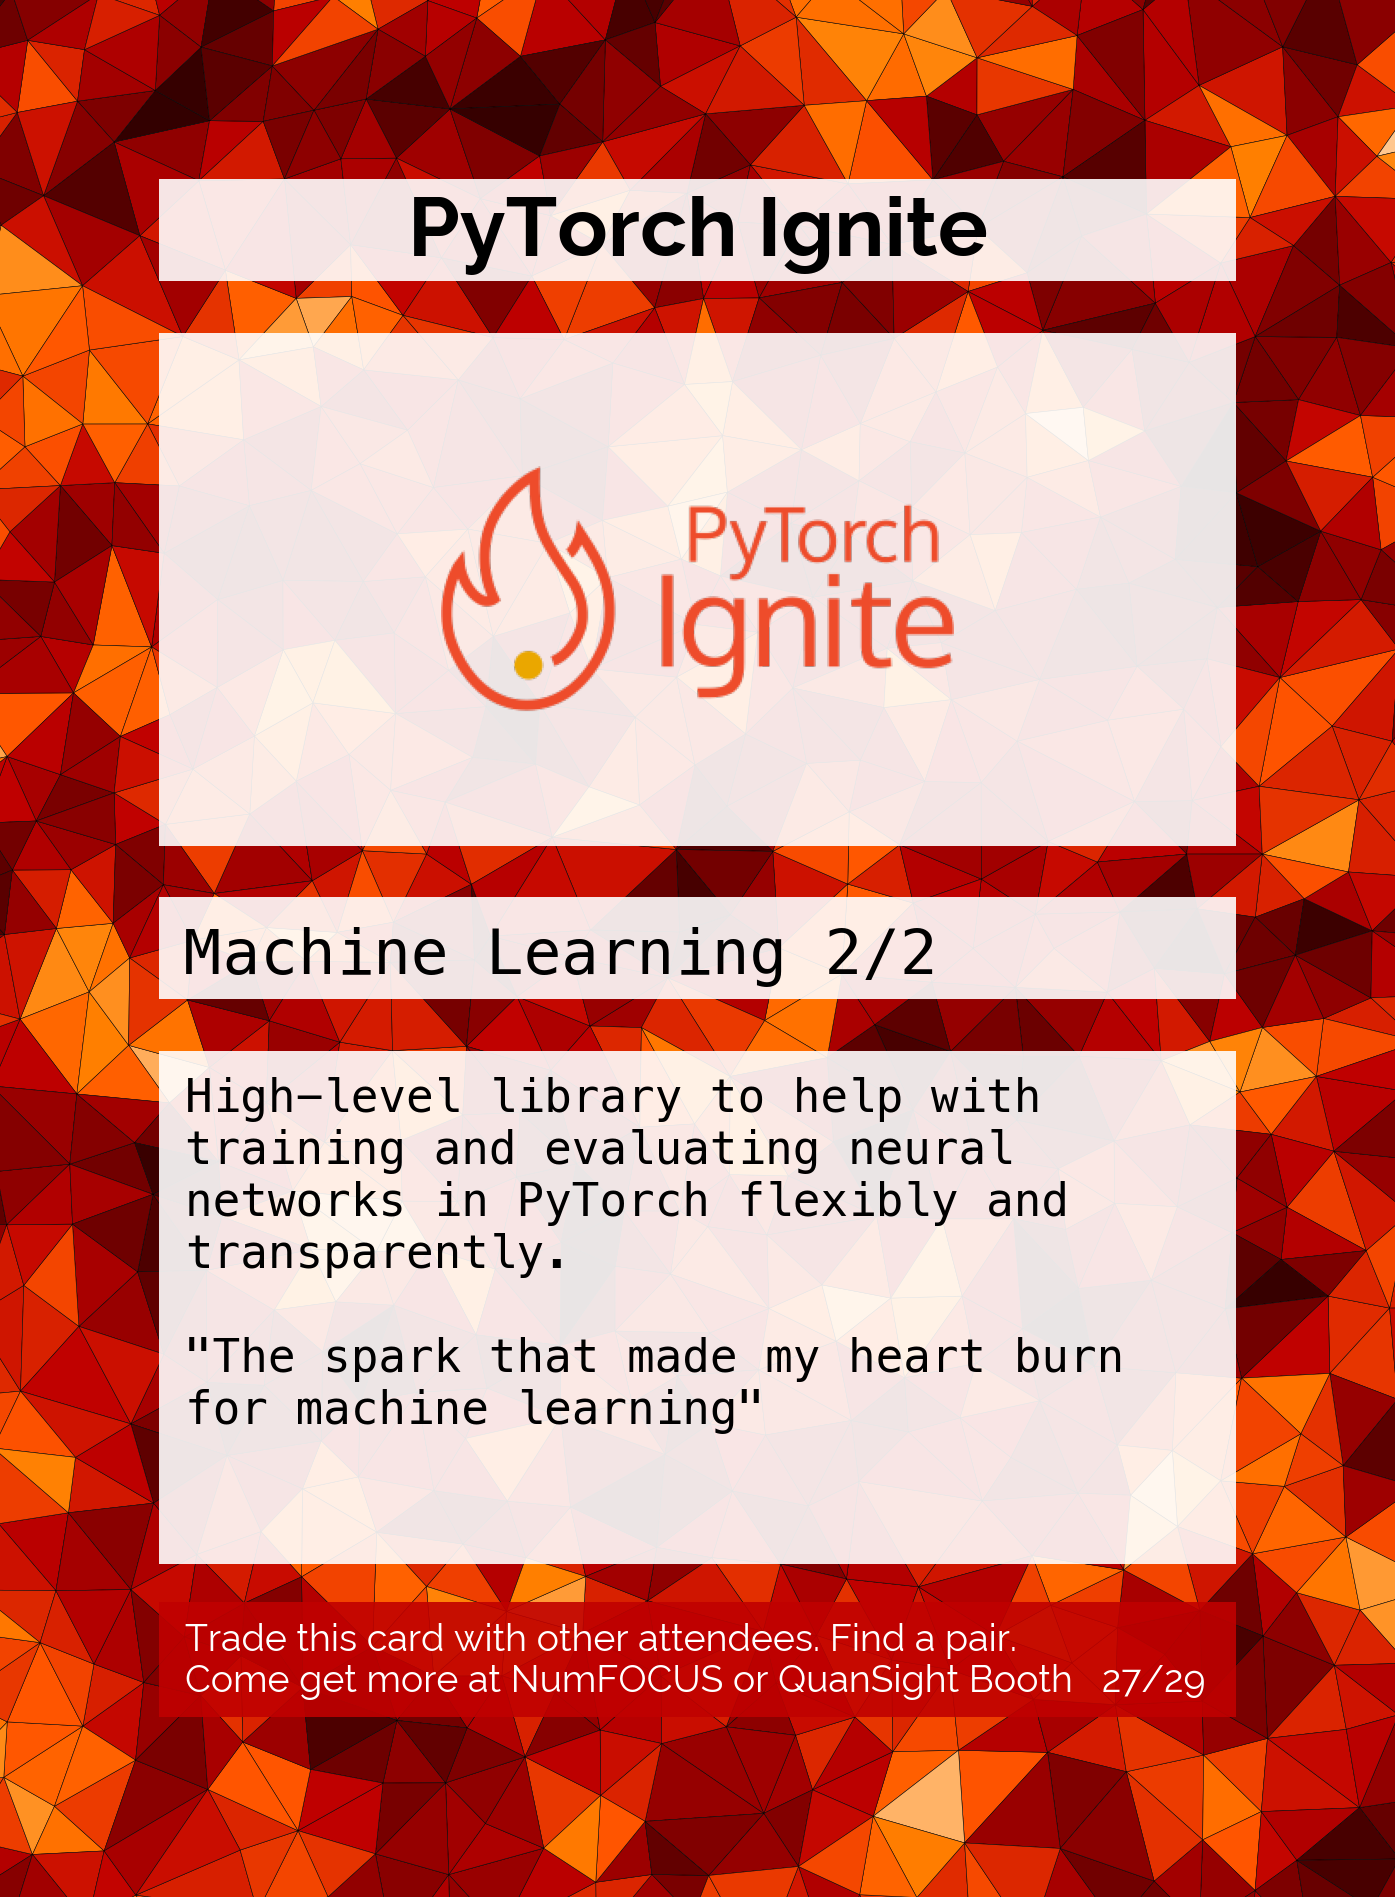 PyTorch Ignite
PyTorch
Ignite
Machine Learning 2/2
High-level library to help with
training and evaluating neural
networks in PyTorch flexibly and
transparently.
"The spark that made my heart burn
for machine learning"
Trade this card with other attendees. Find a pair.
Come get more at NumFOCUS or QuanSight Booth 27/29